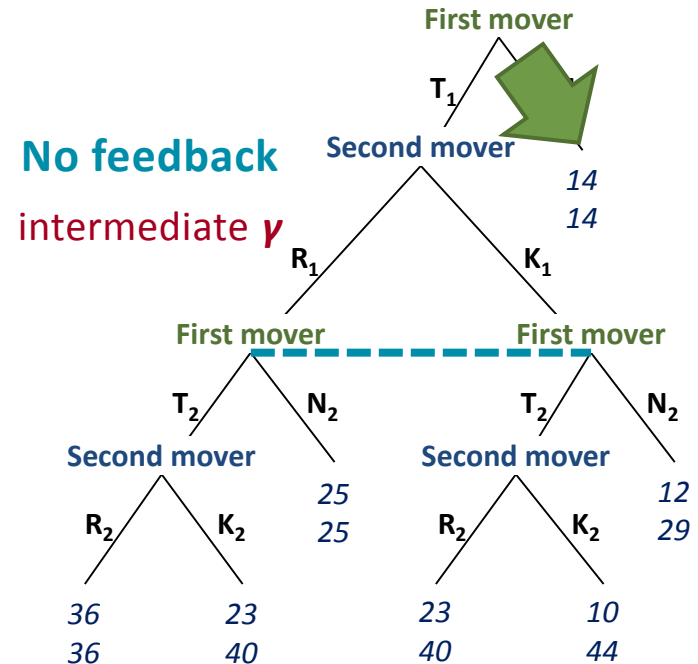 First mover
T1
No feedback
Second mover
14
14
intermediate γ
R1
K1
First mover
First mover
T2
N2
T2
N2
Second mover
Second mover
25
25
12
29
R2
K2
R2
K2
36
36
23
40
23
40
10
44